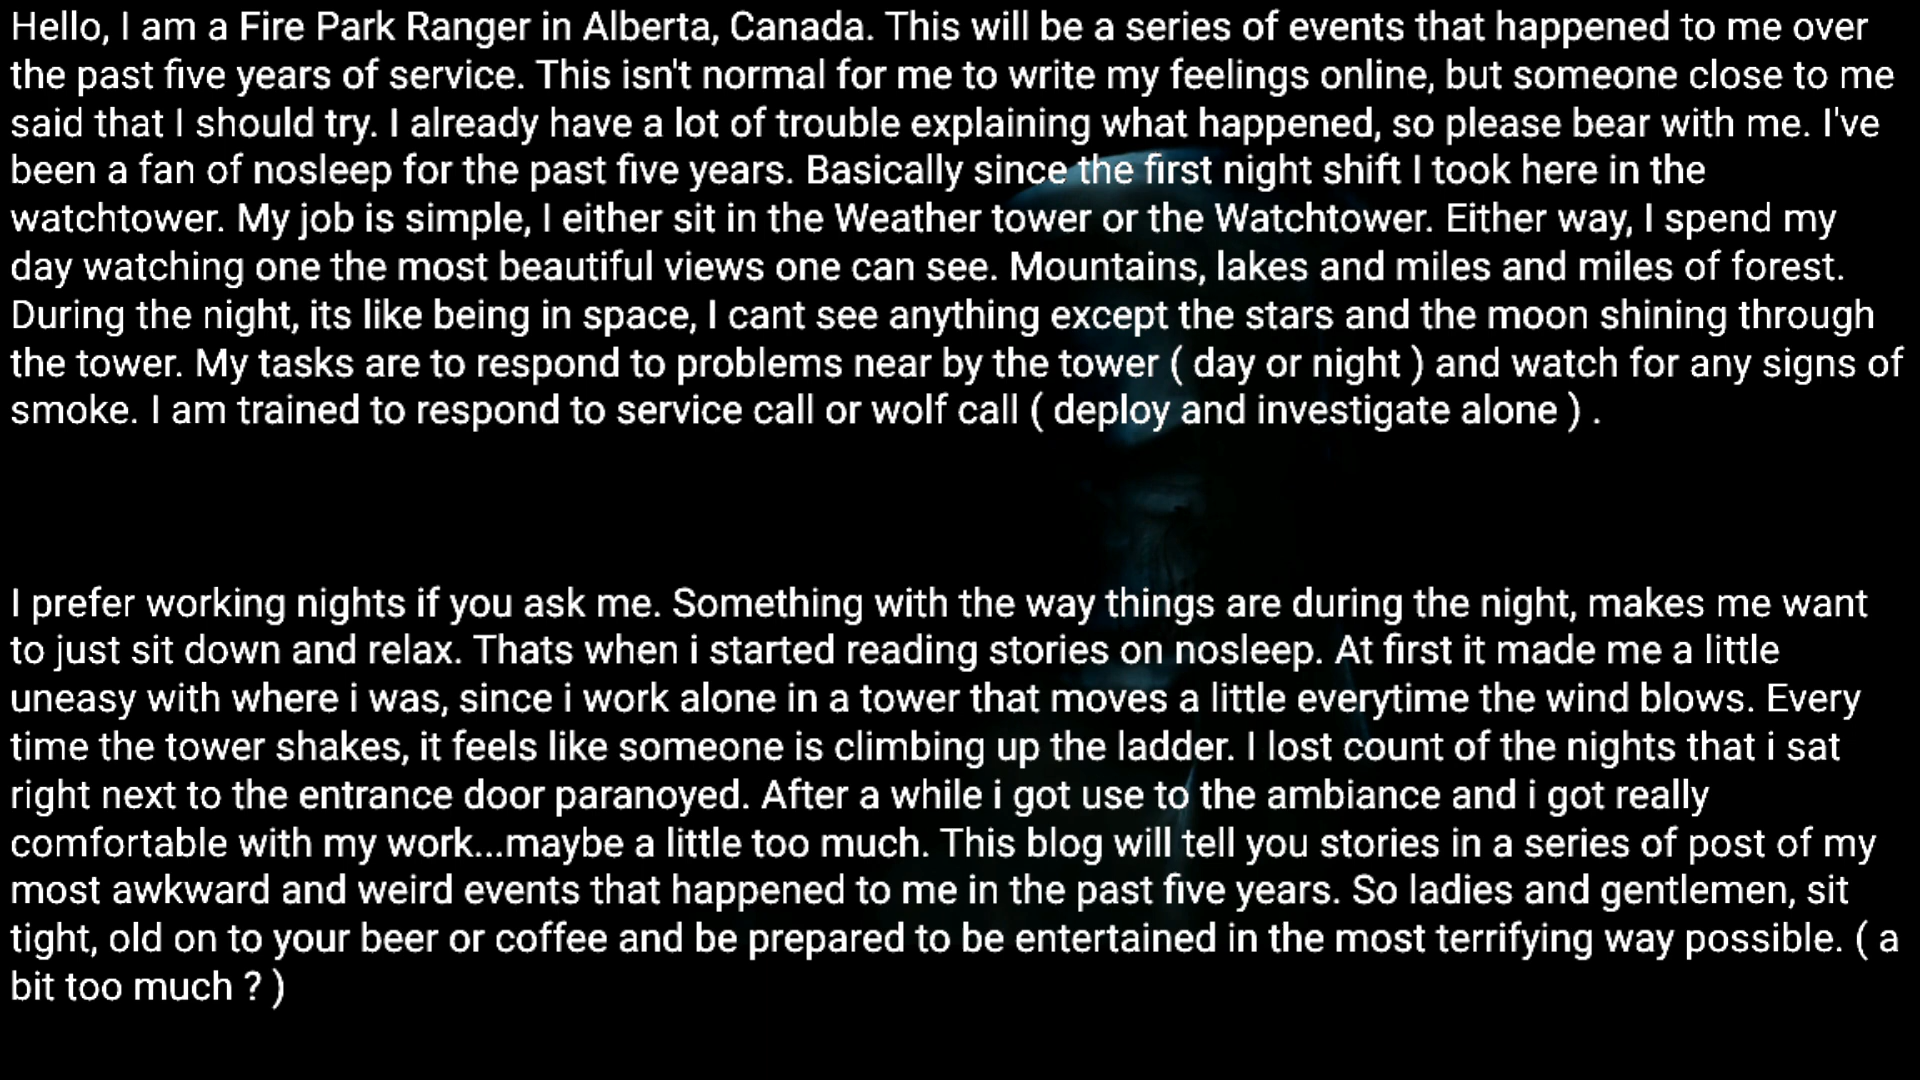 Hello, I am a Fire Park Ranger in Alberta, Canada. This will be a series of events that happened to me over
the past five years of service. This isn't normal for me to write my feelings online, but someone close to me
said that I should try. I already have a lot of trouble explaining what happened, so please bear with me. I've
been a fan of nosleep for the past five years. Basically since the first night shift I took here in the
watchtower. My job is simple, I either sit in the Weather tower or the Watchtower. Either way, I spend my
day watching one the most beautiful views one can see. Mountains, lakes and miles and miles of forest.
During the night, its like being in space, I cant see anything except the stars and the moon shining through
the tower. My tasks are to respond to problems near by the tower ( day or night ) and watch for any signs of
smoke. I am trained to respond to service call or wolf call ( deploy and investigate alone ) .
I prefer working nights if you ask me. Something with the way things are during the night, makes me want
to just sit down and relax. Thats when i started reading stories on nosleep. At first it made me a little
uneasy with where i was, since i work alone in a tower that moves a little everytime the wind blows. Every
time the tower shakes, it feels like someone is climbing up the ladder. I lost count of the nights that i sat
right next to the entrance door paranoyed. After a while i got use to the ambiance and i got really
comfortable with my work...maybe a little too much. This blog will tell you stories in a series of post of my
most awkward and weird events that happened to me in the past five years. So ladies and gentlemen, sit
tight, old on to your beer or coffee and be prepared to be entertained in the most terrifying way possible. ( a
bit too much ? )